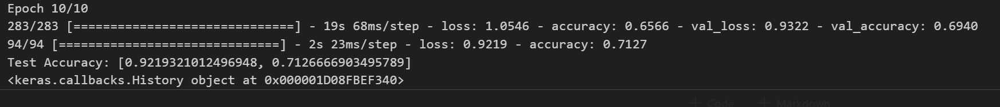 Epoch 10/10
283/283 [==============================] - 19s 68ms/step - loss: 1.0546 - accuracy: 0.6566 - val_loss: 0.9322 - val_accuracy: 0.6940
94/94 [==============================] - 2s 23ms/step - loss: 0.9219 - accuracy: 0.7127
Test Accuracy: [0.9219321012496948, 0.7126666903495789]
<keras.callbacks.History object at 0x000001D08FBEF340>
+ Code + Markdown